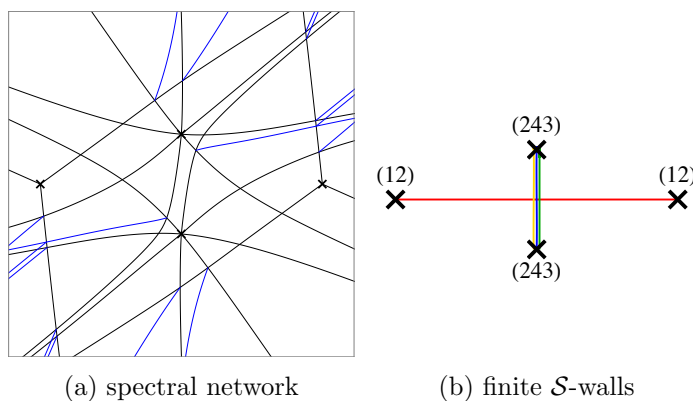 (243)
(12)
(12)
(243)
(a) spectral network
(b) finite S-walls